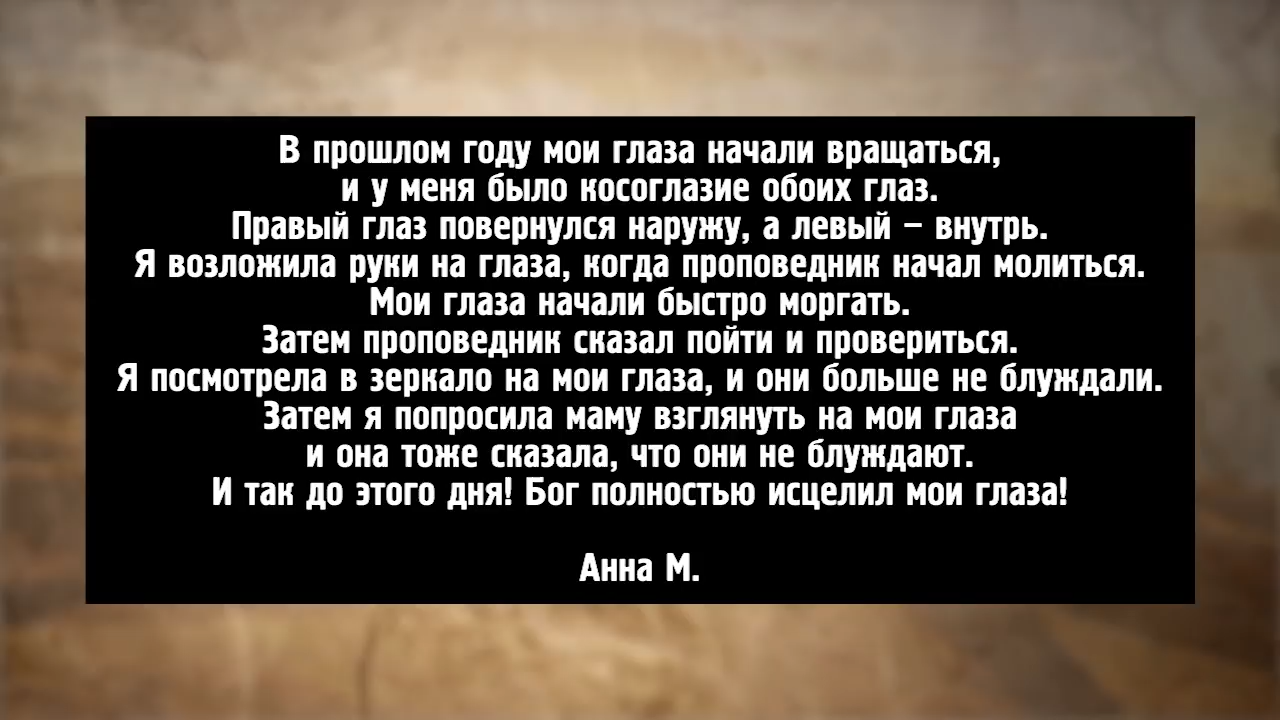 В прошлом году мои глаза начали вращаться,
и у меня было косоглазие обоих глаз.
Правый глаз повернулся наружу, а левый – внутрь.
Я возложила руки на глаза, когда проповедник начал молиться.
Мои глаза начали быстро моргать.
Затем проповедник сказал пойти и провериться.
Я посмотрела в зеркало на мои глаза, и они больше не блуждали.
Затем я попросила маму взглянуть на мои глаза
и она тоже сказала, что они не блуждают.
И так до этого дня! Бог полностью исцелил мои глаза!
Анна М.